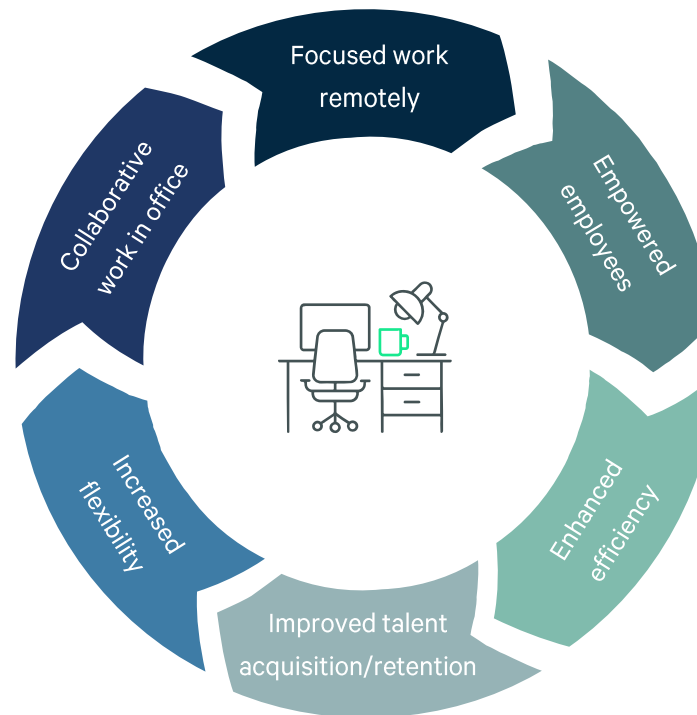 Focused work
remotely
Empowered
employees
Enhanced
efficiency
Improved talent
acquisition/retention
Increased
flexibility
Collaborative
work in office